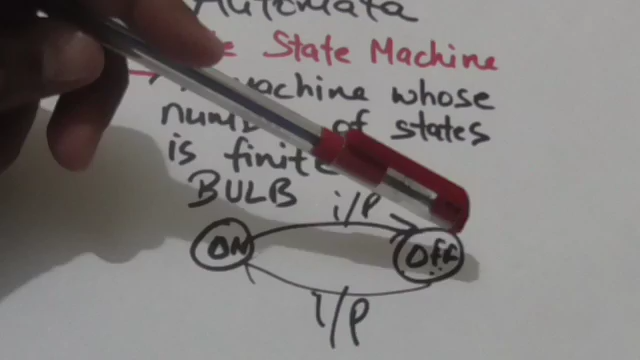 Automata
State Machine
machine whose
of states
is finite
BULB
i/P
ON
Off
I/P